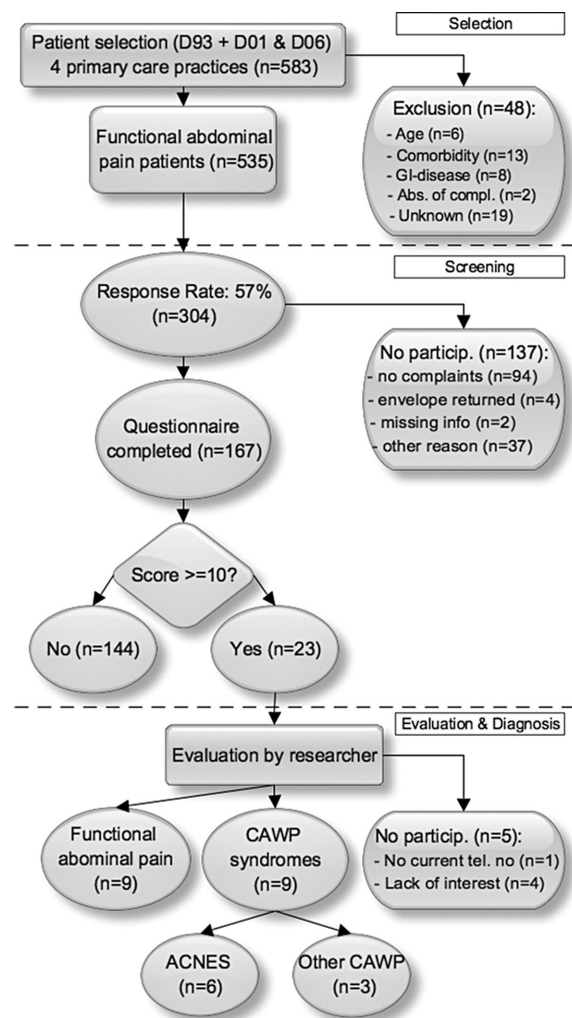 Selection
Patient selection (D93 + D01 & D06)
4 primary care practices (n=583)
Functional abdominal
pain patients (n=535)
Exclusion (n=48):
- Age (n=6)
- Comorbidity (n=13)
- GI-disease (n=8)
- Abs. of compl. (n=2)
- Unknown (n=19)
Screening
Response Rate: 57%
(n=304)
No particip. (n=137):
- no complaints (n=94)
- envelope returned (n=4)
- missing info (n=2)
- other reason (n=37)
Questionnaire
completed (n=167)
Score >=10?
No (n=144)
Yes (n=23)
Evaluation & Diagnosis
Evaluation by researcher
Functional
abominal pain
(n=9)
CAWP
syndromes
(n=9)
No particip. (n=5):
- No current tel. no (n=1)
- Lack of interest (n=4)
ACNES
(n=6)
Other CAWP
(n=3)